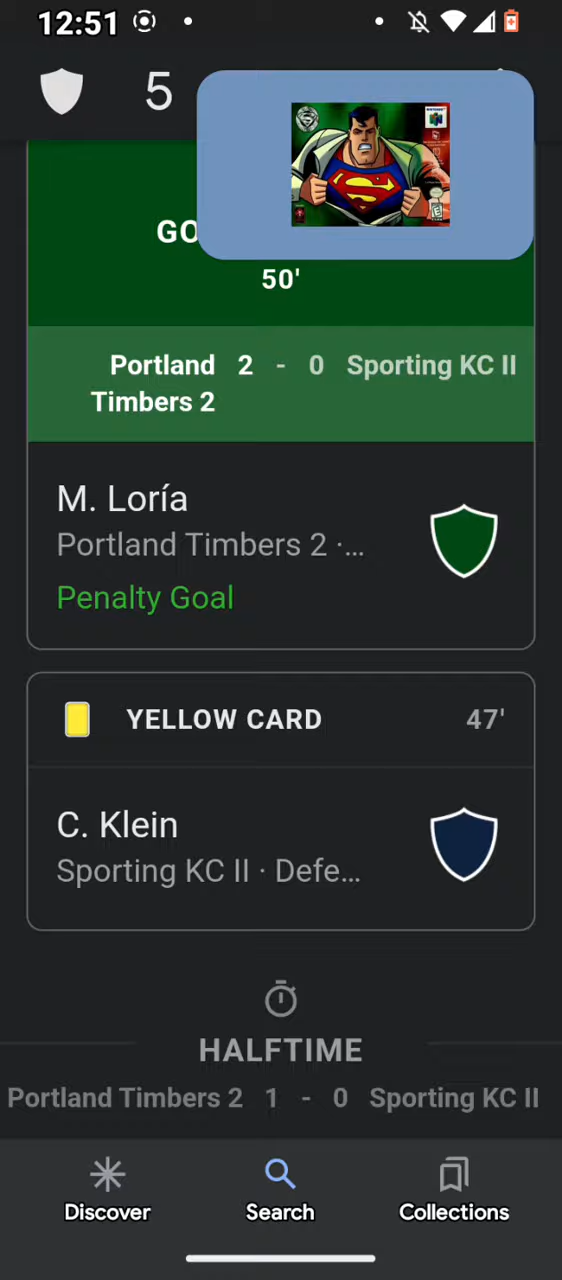 12:51
5
GO
50'
Portland 2 - 0 Sporting KC II
Timbers 2
M. Loría
Portland Timbers 2 ·...
Penalty Goal
YELLOW CARD 47'
C. Klein
Sporting KC II · Defe...
HALFTIME
Portland Timbers 2 1 - 0 Sporting KC II
Discover Search Collections